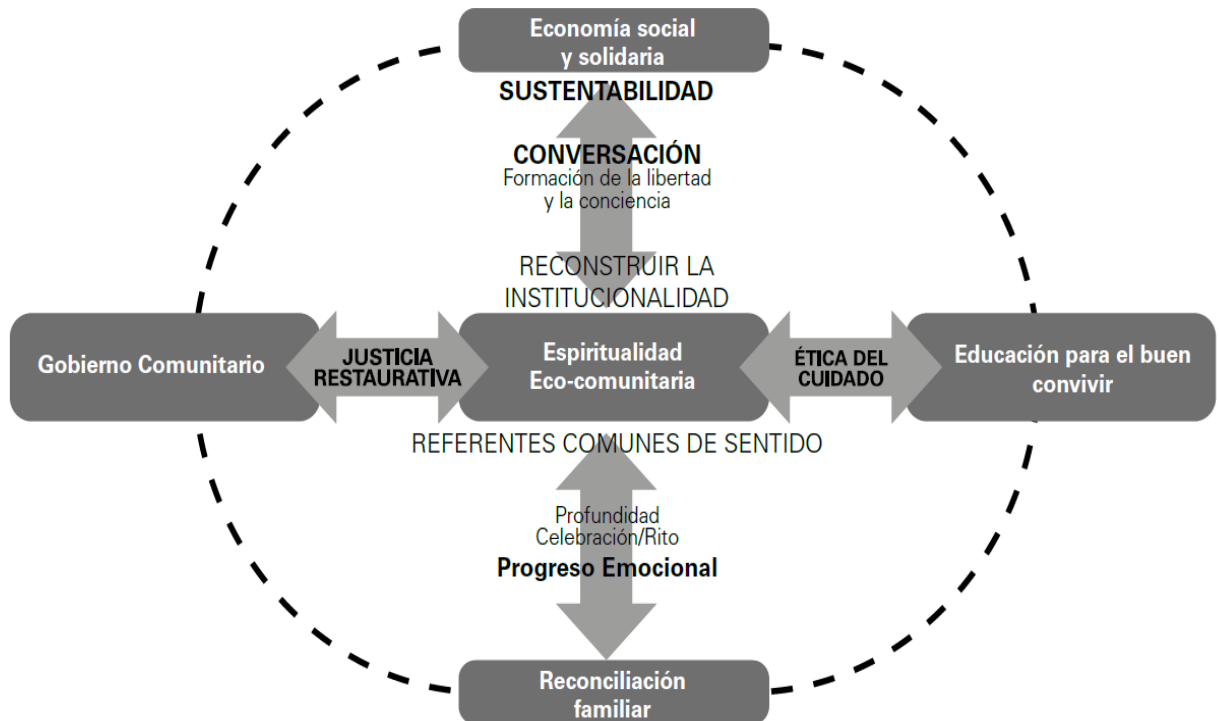 Economía social
y solidaria
SUSTENTABILIDAD
CONVERSACIÓN
Formación de la libertad
y la conciencia
RECONSTRUIR LA
INSTITUCIONALIDAD
Gobierno Comunitario
JUSTICIA
RESTAURATIVA
Espiritualidad
Eco-comunitaria
ÉTICA DEL
CUIDADO
Educación para el buen
convivir
REFERENTES COMUNES DE SENTIDO
Profundidad
Celebración/Rito
Progreso Emocional
Reconciliación
familiar